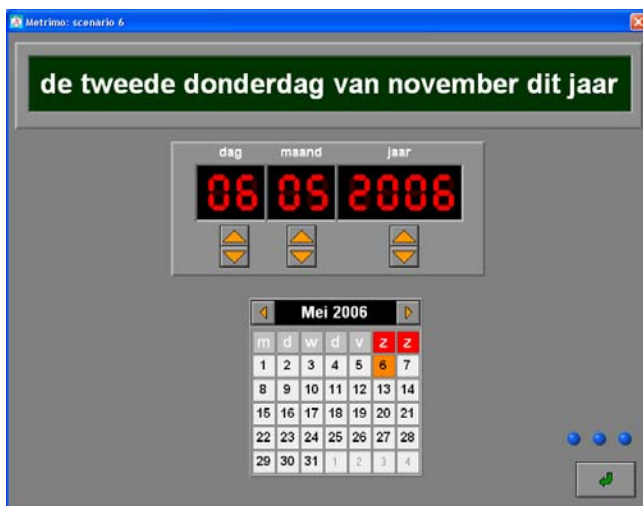 Metrimo: scenario 6
de tweede donderdag van november dit jaar
dag maand jaar
06 05 2006
Mei 2006
m d w d v z z
1 2 3 4 5 6 7
8 9 10 11 12 13 14
15 16 17 18 19 20 21
22 23 24 25 26 27 28
29 30 31 1 2 3 4